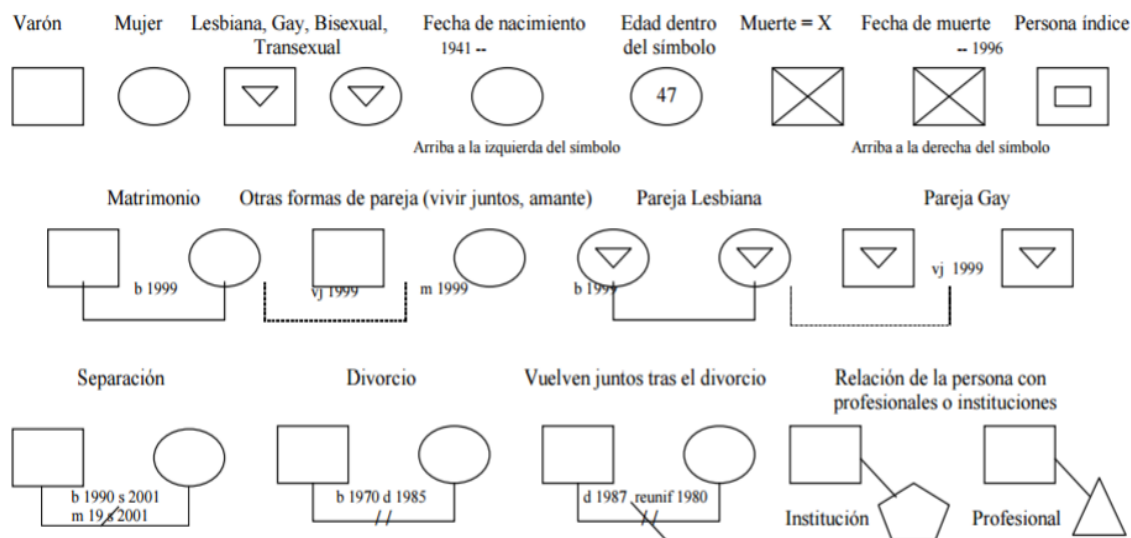 Varón Mujer Lesbiana, Gay, Bisexual, Fecha de nacimiento Edad dentro Muerte = X Fecha de muerte Persona índice
Transexual 1941 -- del símbolo -- 1996
47
Arriba a la izquierda del símbolo Arriba a la derecha del símbolo
Matrimonio Otras formas de pareja (vivir juntos, amante) Pareja Lesbiana Pareja Gay
b 1999 vj 1999 m 1999 b 1999 vj 1999
Separación Divorcio Vuelven juntos tras el divorcio Relación de la persona con
profesionales o instituciones
b 1990 s 2001 b 1970 d 1985 d 1987 reunif 1980
m 19 s 2001 Institución Profesional